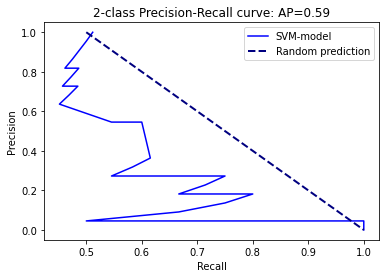 2-class Precision-Recall curve: AP=0.59
SVM-model
Random prediction
Precision
1.0
0.8
0.6
0.4
0.2
0.0
0.5
0.6
0.7
0.8
0.9
1.0
Recall